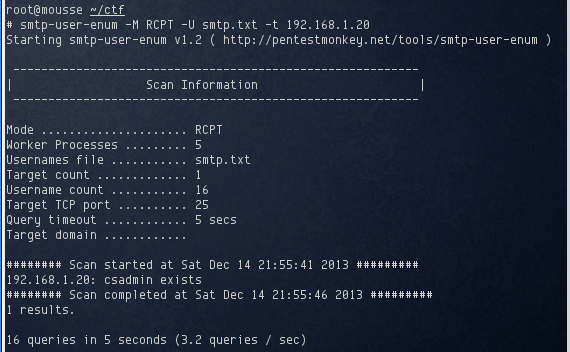 root@mousse ~/ctf
# smtp-user-enum -M RCPT -U smtp.txt -t 192.168.1.20
Starting smtp-user-enum v1.2 ( http://pentestmonkey.net/tools/smtp-user-enum )
----------------------------------------------------------
|                   Scan Information                       |
----------------------------------------------------------
Mode ..................... RCPT
Worker Processes ......... 5
Usernames file ........... smtp.txt
Target count ............. 1
Username count ........... 16
Target TCP port .......... 25
Query timeout ............ 5 secs
Target domain ............
######## Scan started at Sat Dec 14 21:55:41 2013 #########
192.168.1.20: csadmin exists
######## Scan completed at Sat Dec 14 21:55:46 2013 #########
1 results.
16 queries in 5 seconds (3.2 queries / sec)